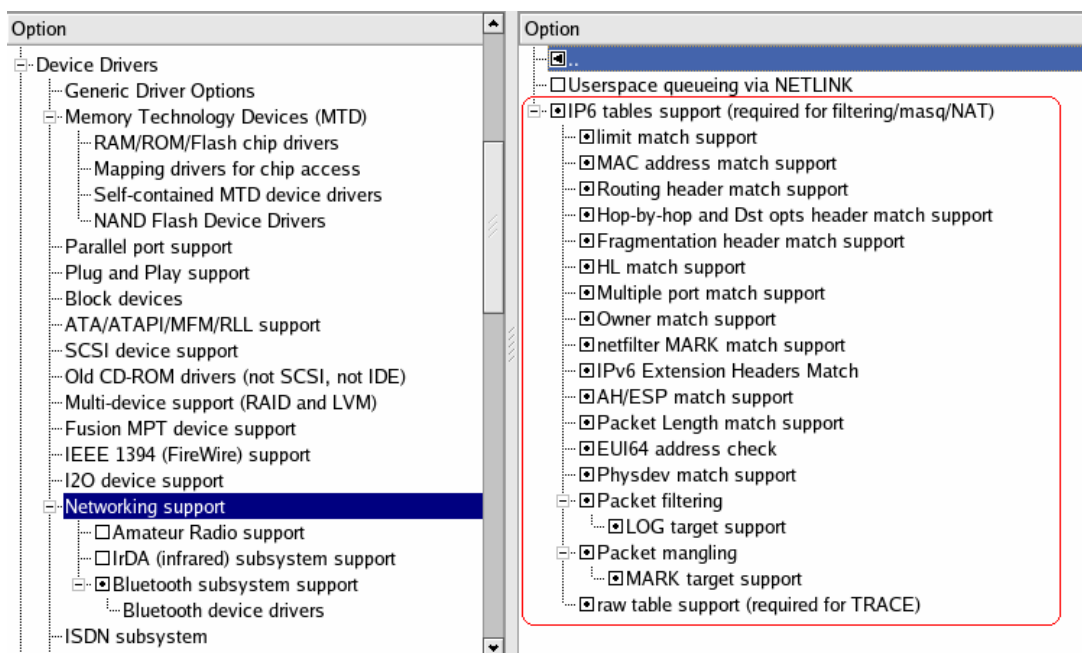 Option
Device Drivers
Generic Driver Options
Memory Technology Devices (MTD)
RAM/ROM/Flash chip drivers
Mapping drivers for chip access
Self-contained MTD device drivers
NAND Flash Device Drivers
Parallel port support
Plug and Play support
Block devices
ATA/ATAPI/MFM/RLL support
SCSI device support
Old CD-ROM drivers (not SCSI, not IDE)
Multi-device support (RAID and LVM)
Fusion MPT device support
IEEE 1394 (FireWire) support
I2O device support
Networking support
Amateur Radio support
IrDA (infrared) subsystem support
Bluetooth subsystem support
Bluetooth device drivers
ISDN subsystem
Option
..
Userspace queueing via NETLINK
IP6 tables support (required for filtering/masq/NAT)
limit match support
MAC address match support
Routing header match support
Hop-by-hop and Dst opts header match support
Fragmentation header match support
HL match support
Multiple port match support
Owner match support
netfilter MARK match support
IPv6 Extension Headers Match
AH/ESP match support
Packet Length match support
EUI64 address check
Physdev match support
Packet filtering
LOG target support
Packet mangling
MARK target support
raw table support (required for TRACE)